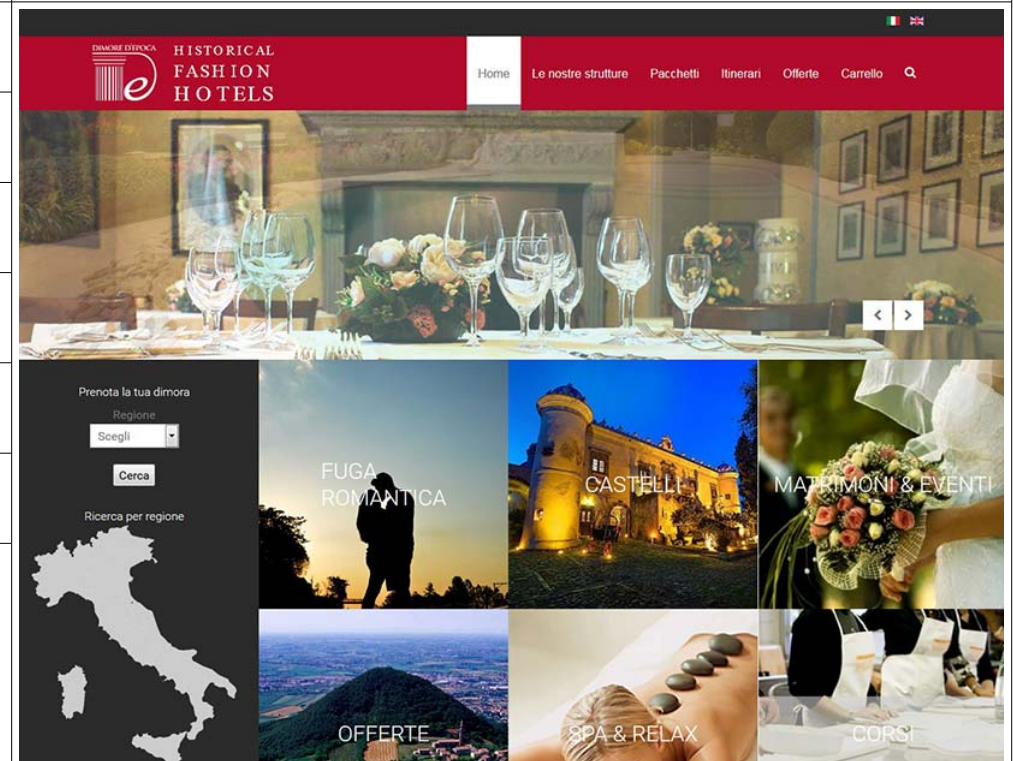 DIMORE D'EPOCA
HISTORICAL
FASHION
HOTELS
Home Le nostre strutture Pacchetti Itinerari Offerte Carrello
Prenota la tua dimora
Regione
Scegli
Cerca
Ricerca per regione
FUGA
ROMANTICA
CASTELLI
MATRIMONI & EVENTI
OFFERTE
SPA & RELAX
CORSI